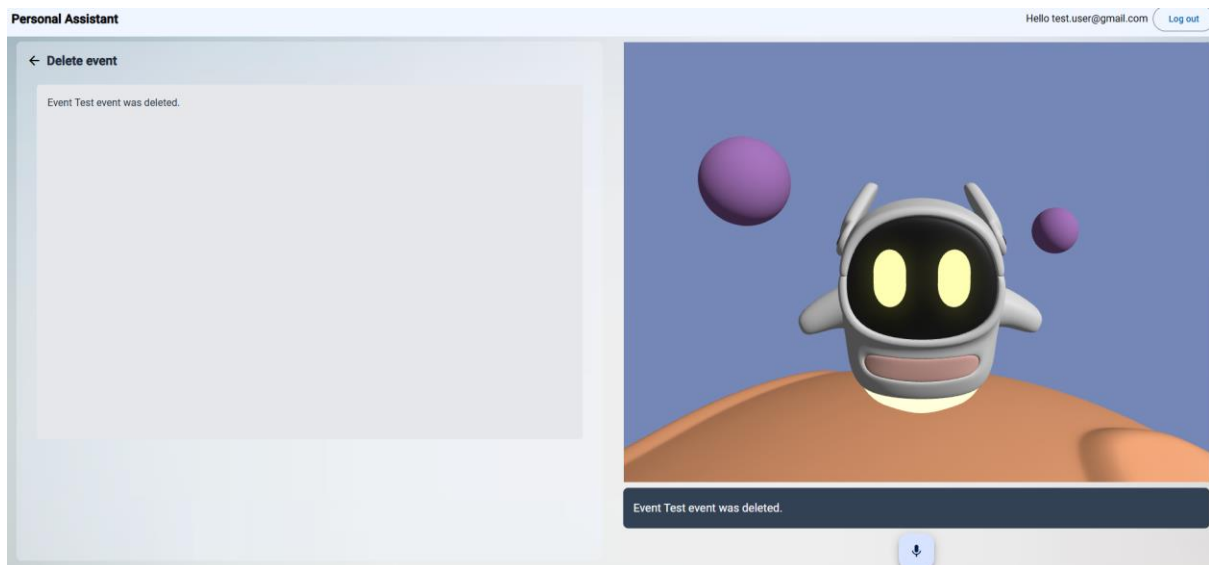 Personal Assistant
Hello test.user@gmail.com
Log out
← Delete event
Event Test event was deleted.
Event Test event was deleted.